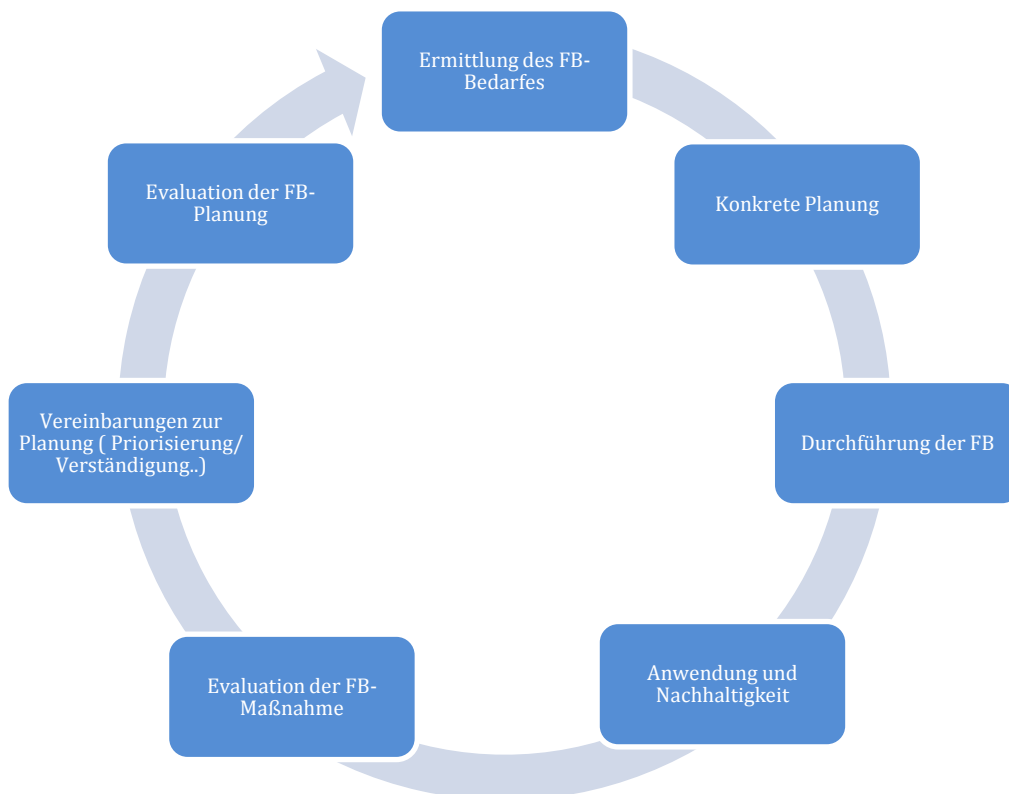 Ermittlung des FB-
Bedarfes
Konkrete Planung
Durchführung der FB
Anwendung und
Nachhaltigkeit
Evaluation der FB-
Maßnahme
Vereinbarungen zur
Planung ( Priorisierung/
Verständigung..)
Evaluation der FB-
Planung